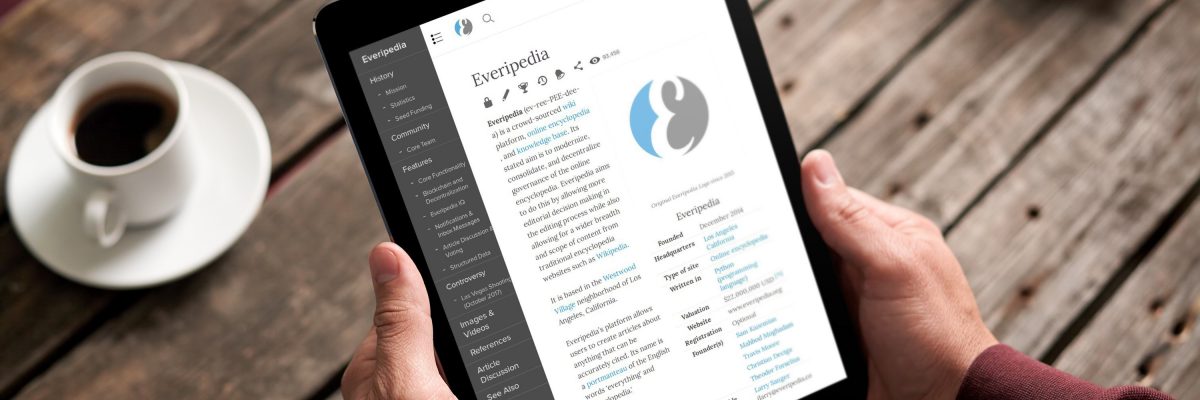 Everipedia
History
- Mission
- Statistics
- Seed Funding
Community
- Core Team
Features
- Core Functionality
- Blockchain and
Decentralization
- Everipedia IQ
- Notifications &
Inbox Messages
- Article Discussion &
Voting
- Structured Data
Controversy
- Las Vegas Shooting
(October 2017)
Images &
Videos
References
Article
Discussion
See Also
Everipedia
93,456
Everipedia (ev-ree-PEE-dee-
a) is a crowd-sourced wiki
platform, online encyclopedia
, and knowledge base. Its
stated aim is to modernize,
consolidate, and decentralize
governance of the online
encyclopedia. Everipedia aims
to do this by allowing more
editorial decision making in
the editing process while also
allowing for a wider breadth
and scope of content from
traditional encyclopedia
websites such as Wikipedia.
It is based in the Westwood
Village neighborhood of Los
Angeles, California.
Everipedia's platform allows
users to create articles about
anything that can be
accurately cited. Its name is
a portmanteau of the English
words 'everything' and
Original Everipedia Logo since 2015
Everipedia
Founded December 2014
Headquarters Los Angeles
California
Type of site Online encyclopedia
Written in Python
(programming
language)
Valuation $22,000,000 USD
Website www.everipedia.org
Registration Optional
Founder(s) Sam Kazemian
Mahbod Moghadam
Travis Moore
Christian Deciga
Theodor Forselius
Larry Sanger